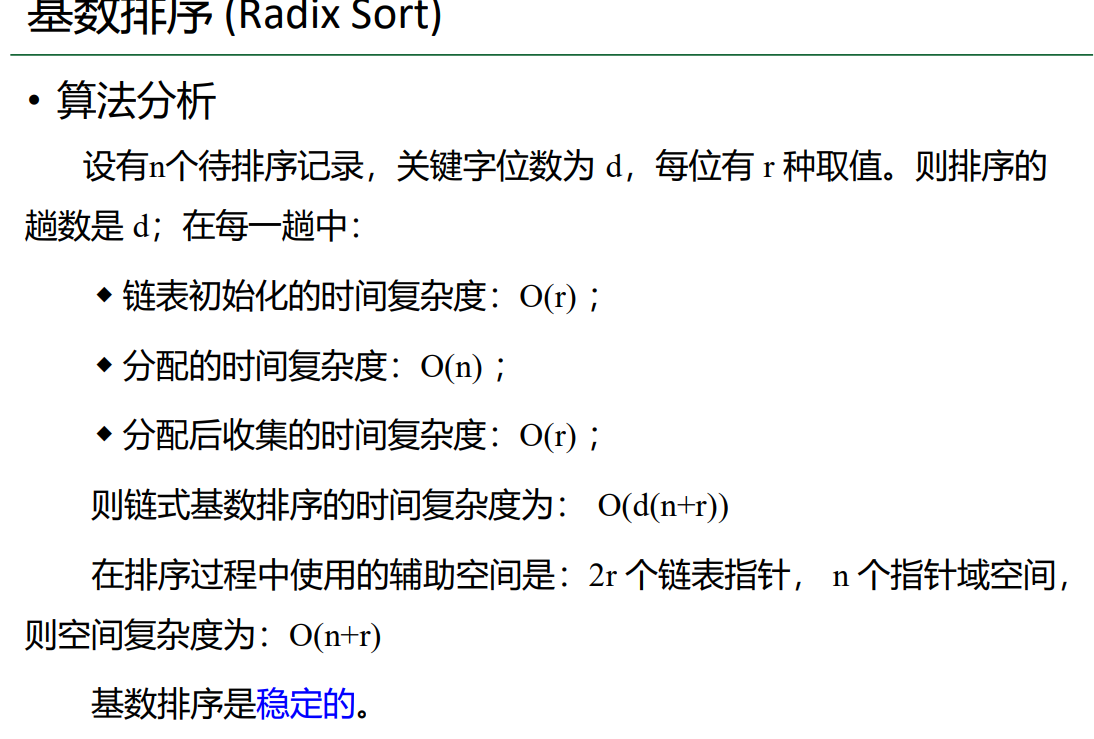 基数排序 (Radix Sort)
• 算法分析
设有n个待排序记录，关键字位数为 d，每位有 r 种取值。则排序的
趟数是 d；在每一趟中：
◆ 链表初始化的时间复杂度：O(r)；
◆ 分配的时间复杂度：O(n)；
◆ 分配后收集的时间复杂度：O(r)；
则链式基数排序的时间复杂度为： O(d(n+r))
在排序过程中使用的辅助空间是：2r 个链表指针， n 个指针域空间，
则空间复杂度为：O(n+r)
基数排序是稳定的。